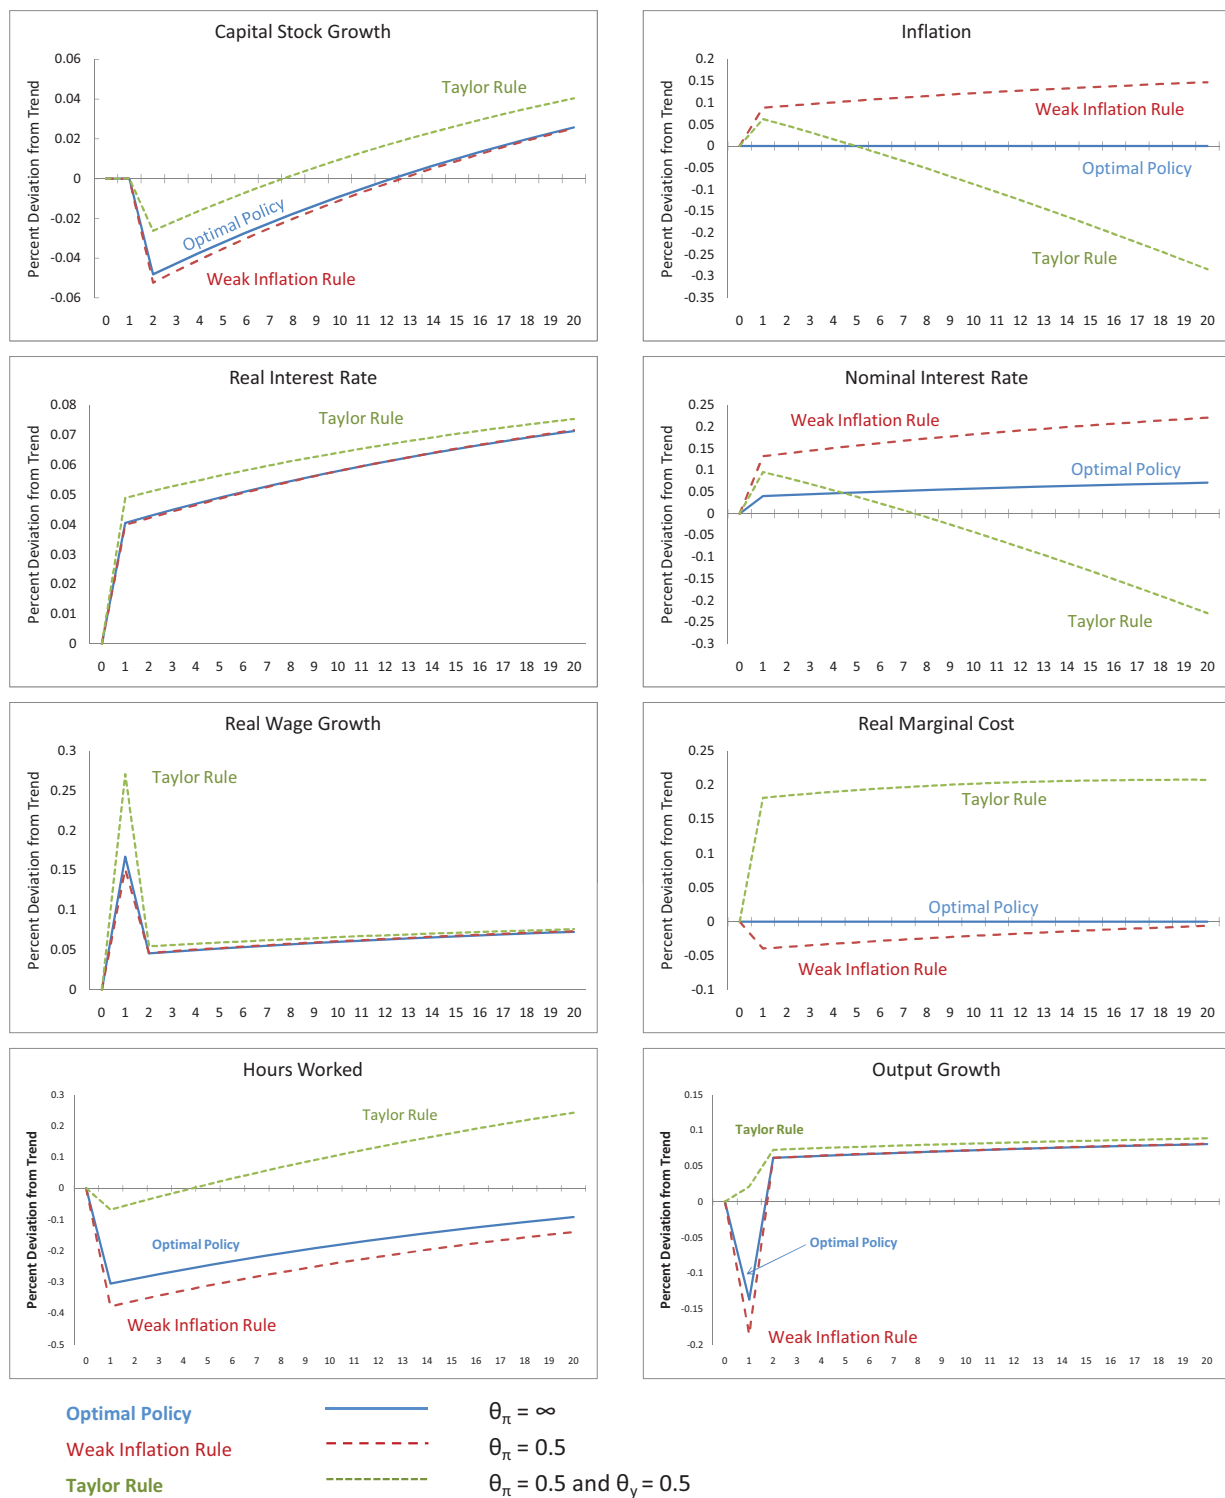 Capital Stock Growth
Percent Deviation from Trend
0.06
0.04
0.02
0
-0.02
-0.04
-0.06
Taylor Rule
Optimal Policy
Weak Inflation Rule
0 1 2 3 4 5 6 7 8 9 10 11 12 13 14 15 16 17 18 19 20
Inflation
Percent Deviation from Trend
0.2
0.15
0.1
0.05
0
-0.05
-0.1
-0.15
-0.2
-0.25
-0.3
-0.35
Weak Inflation Rule
Optimal Policy
Taylor Rule
0 1 2 3 4 5 6 7 8 9 10 11 12 13 14 15 16 17 18 19 20
Real Interest Rate
Percent Deviation from Trend
0.08
0.07
0.06
0.05
0.04
0.03
0.02
0.01
0
Taylor Rule
0 1 2 3 4 5 6 7 8 9 10 11 12 13 14 15 16 17 18 19 20
Nominal Interest Rate
Percent Deviation from Trend
0.25
0.2
0.15
0.1
0.05
0
-0.05
-0.1
-0.15
-0.2
-0.25
-0.3
Weak Inflation Rule
Optimal Policy
Taylor Rule
0 1 2 3 4 5 6 7 8 9 10 11 12 13 14 15 16 17 18 19 20
Real Wage Growth
Percent Deviation from Trend
0.3
0.25
0.2
0.15
0.1
0.05
0
Taylor Rule
0 1 2 3 4 5 6 7 8 9 10 11 12 13 14 15 16 17 18 19 20
Real Marginal Cost
Percent Deviation from Trend
0.25
0.2
0.15
0.1
0.05
0
-0.05
-0.1
Taylor Rule
Optimal Policy
Weak Inflation Rule
0 1 2 3 4 5 6 7 8 9 10 11 12 13 14 15 16 17 18 19 20
Hours Worked
Percent Deviation from Trend
0.3
0.2
0.1
0
-0.1
-0.2
-0.3
-0.4
-0.5
Taylor Rule
Optimal Policy
Weak Inflation Rule
0 1 2 3 4 5 6 7 8 9 10 11 12 13 14 15 16 17 18 19 20
Output Growth
Percent Deviation from Trend
0.15
0.1
0.05
0
-0.05
-0.1
-0.15
-0.2
Taylor Rule
Optimal Policy
Weak Inflation Rule
0 1 2 3 4 5 6 7 8 9 10 11 12 13 14 15 16 17 18 19 20
Optimal Policy θπ = ∞
Weak Inflation Rule θπ = 0.5
Taylor Rule θπ = 0.5 and θy = 0.5